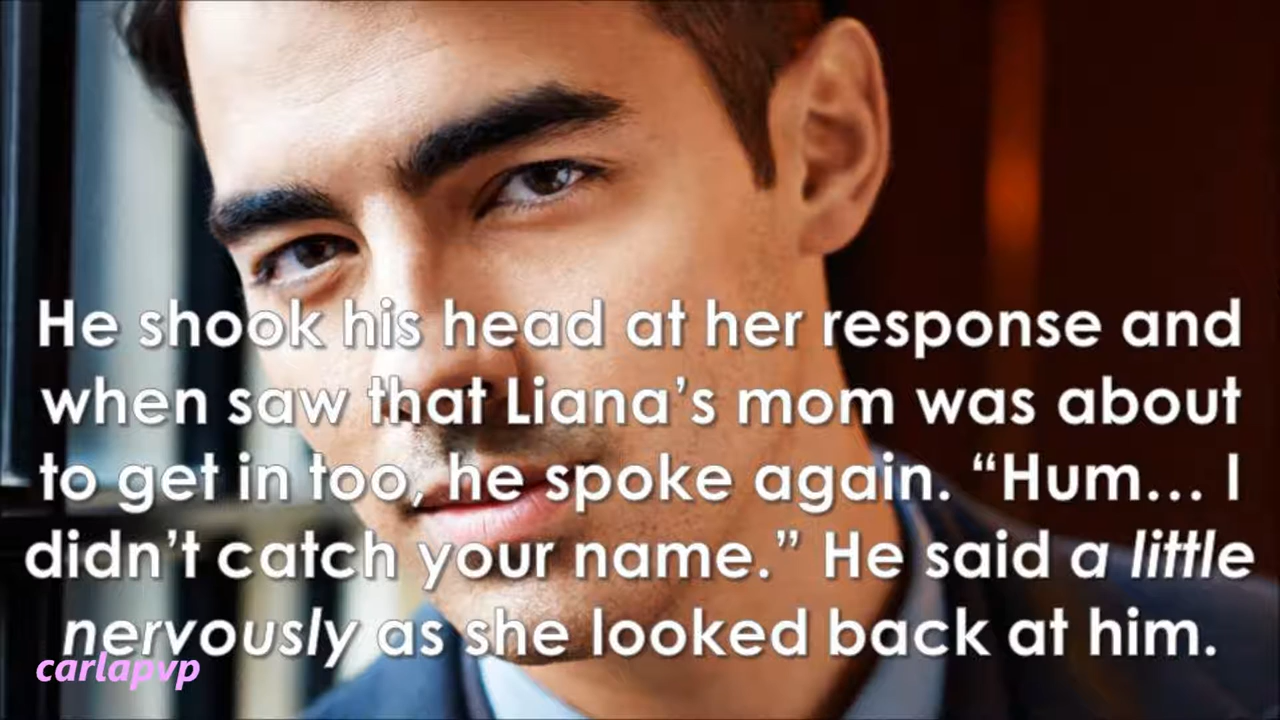 He shook his head at her response and
when saw that Liana’s mom was about
to get in too, he spoke again. “Hum... I
didn’t catch your name.” He said a little
nervously as she looked back at him.
carlapvp